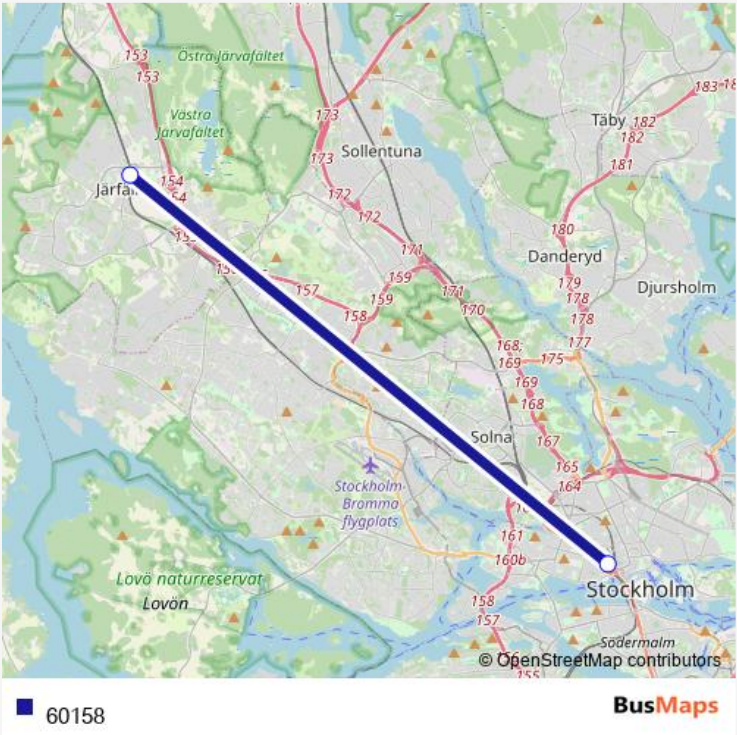 153
153
Östra Järvafältet
183
Västra
Järvafältet
173
Täby
182
182
Sollentuna
173
181
154
Järfä
172
172
180
171
Danderyd
157
159
159
171
179
Djursholm
178
170
158
178
168;
169
177
175
169
168
Solna
167
165
164
Stockholm-
Bromma
flygplats
161
160b
Lovö naturreservat
Lovön
Stockholm
158
157
Södermalm
155
© OpenStreetMap contributors
60158
BusMaps